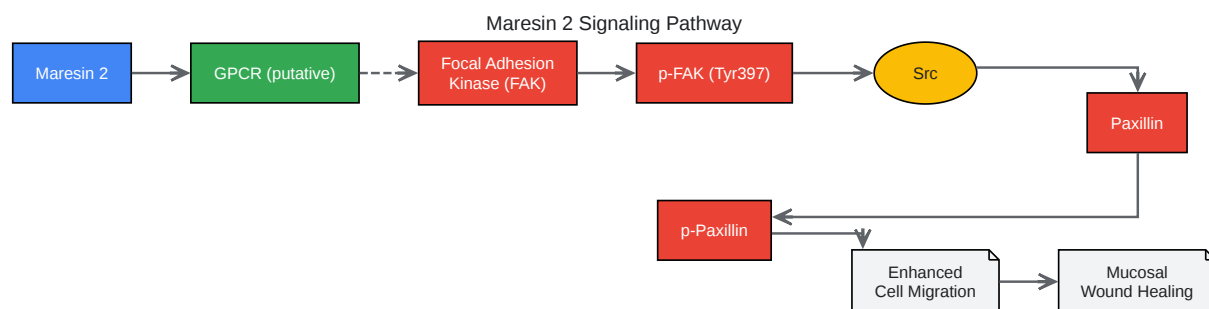 Maresin 2 Signaling Pathway
Maresin 2
GPCR (putative)
Focal Adhesion
Kinase (FAK)
p-FAK (Tyr397)
Src
Paxillin
p-Paxillin
Enhanced
Cell Migration
Mucosal
Wound Healing